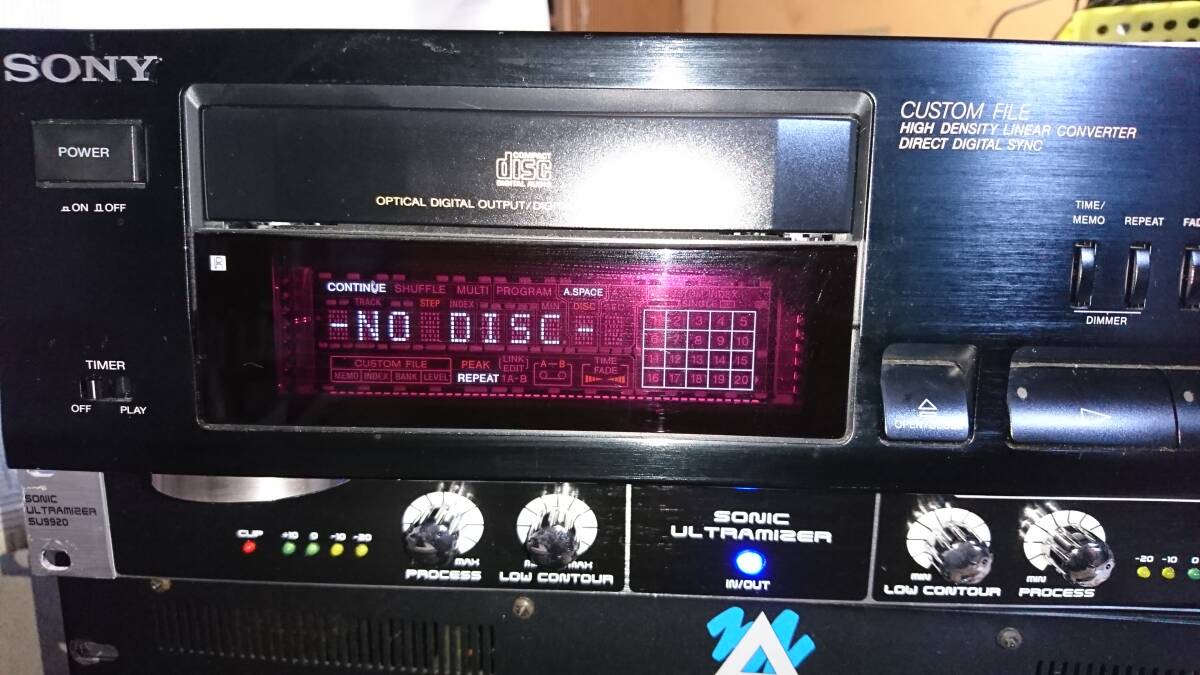 SONY
CUSTOM FILE
HIGH DENSITY LINEAR CONVERTER
DIRECT DIGITAL SYNC
POWER
ON OFF
COMPACT
disc
DIGITAL AUDIO
OPTICAL DIGITAL OUTPUT/
TIME/
MEMO
REPEAT
FAD
DIMMER
CONTINUE SHUFFLE MULTI PROGRAM A.SPACE
TRACK STEP INDEX MIN DISC
-NO DISC-
1 2 3 4 5
6 7 8 9 10
11 12 13 14 15
16 17 18 19 20
CUSTOM FILE
MEMO INDEX BANK LEVEL
PEAK
REPEAT 1A-B
LINK
EDIT
A-B
TIME
FADE
TIMER
OFF PLAY
SONIC
ULTRAMIZER
SU9920
CLIP +10 0 -10 -20
MAX
PROCESS
LOW CONTOUR
SONIC
ULTRAMIZER
IN/OUT
MIN
LOW CONTOUR
MIN
PROCESS
-20 -10 0